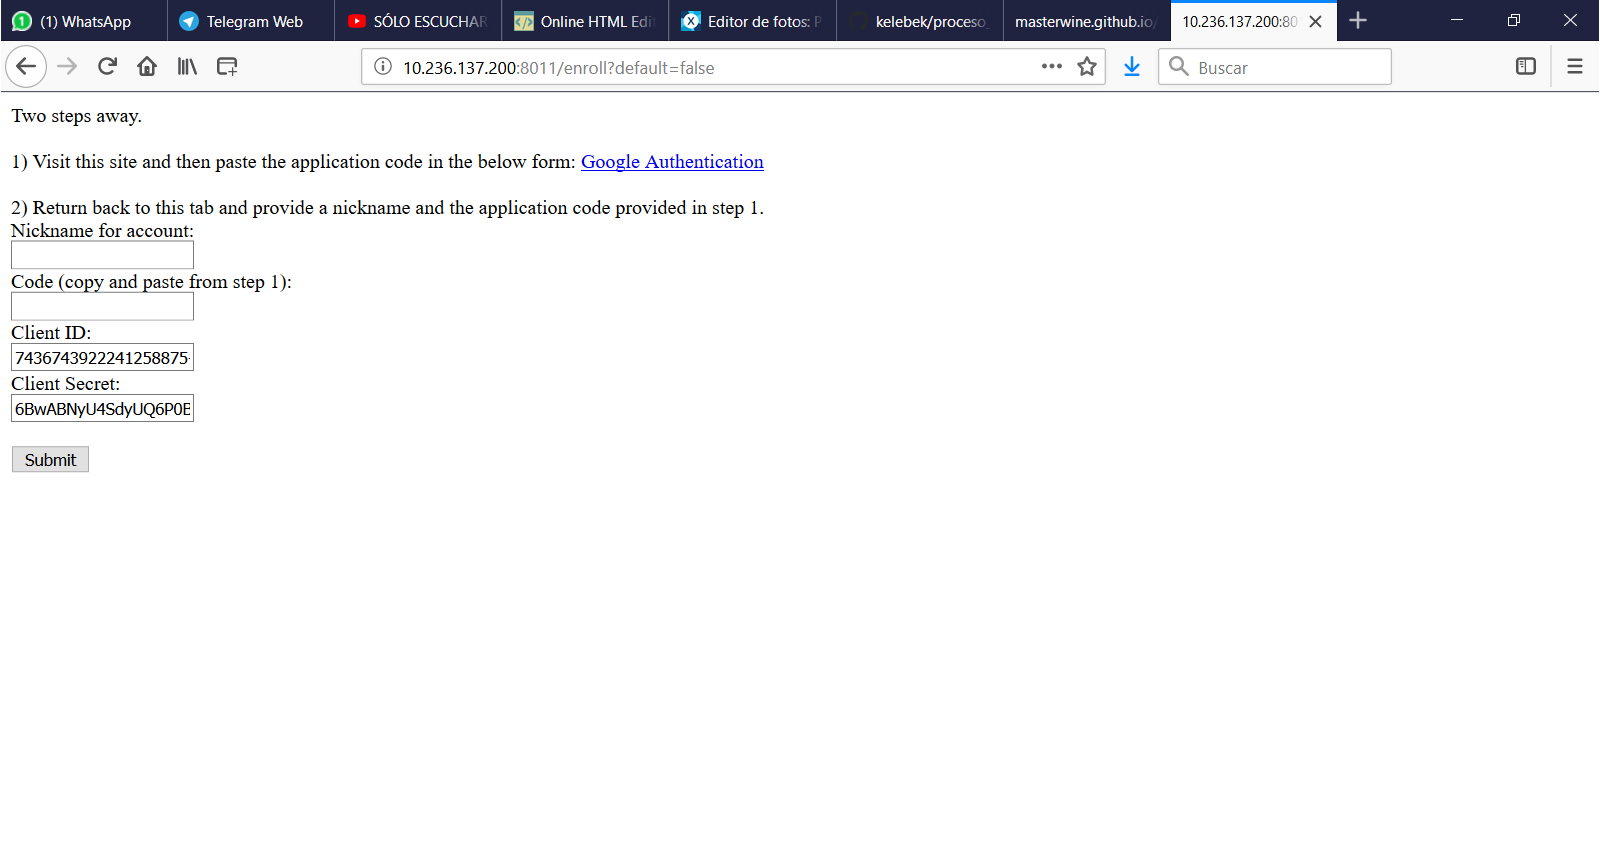 (1) WhatsApp
Telegram Web
SÓLO ESCUCHAR
Online HTML Edi
Editor de fotos: P
kelebek/proceso_
masterwine.github.io/
10.236.137.200:80
10.236.137.200:8011/enroll?default=false
Buscar
Two steps away.
1) Visit this site and then paste the application code in the below form: Google Authentication
2) Return back to this tab and provide a nickname and the application code provided in step 1.
Nickname for account:
Code (copy and paste from step 1):
Client ID:
7436743922241258875-
Client Secret:
6BwABNyU4SdyUQ6P0B
Submit